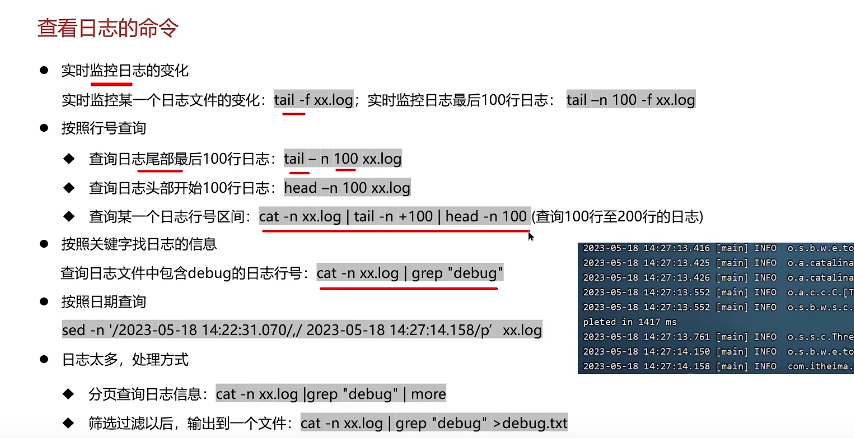 查看日志的命令
● 实时监控日志的变化
实时监控某一个日志文件的变化：tail -f xx.log；实时监控日志最后100行日志： tail –n 100 -f xx.log
● 按照行号查询
◆ 查询日志尾部最后100行日志：tail – n 100 xx.log
◆ 查询日志头部开始100行日志：head –n 100 xx.log
◆ 查询某一个日志行号区间：cat -n xx.log | tail -n +100 | head -n 100 (查询100行至200行的日志)
● 按照关键字找日志的信息
查询日志文件中包含debug的日志行号：cat -n xx.log | grep "debug"
● 按照日期查询
sed -n '/2023-05-18 14:22:31.070/,/ 2023-05-18 14:27:14.158/p’ xx.log
● 日志太多，处理方式
◆ 分页查询日志信息：cat -n xx.log |grep "debug" | more
◆ 筛选过滤以后，输出到一个文件：cat -n xx.log | grep "debug" >debug.txt
2023-05-18 14:27:13.416 [main] INFO o.s.b.w.e.to
2023-05-18 14:27:13.425 [main] INFO o.a.catalina
2023-05-18 14:27:13.426 [main] INFO o.a.catalina
2023-05-18 14:27:13.552 [main] INFO o.a.c.c.C.[T
2023-05-18 14:27:13.552 [main] INFO o.s.b.w.s.c.
pleted in 1417 ms
2023-05-18 14:27:13.761 [main] INFO o.s.s.c.Thre
2023-05-18 14:27:14.150 [main] INFO o.s.b.w.e.to
2023-05-18 14:27:14.158 [main] INFO com.itheima.